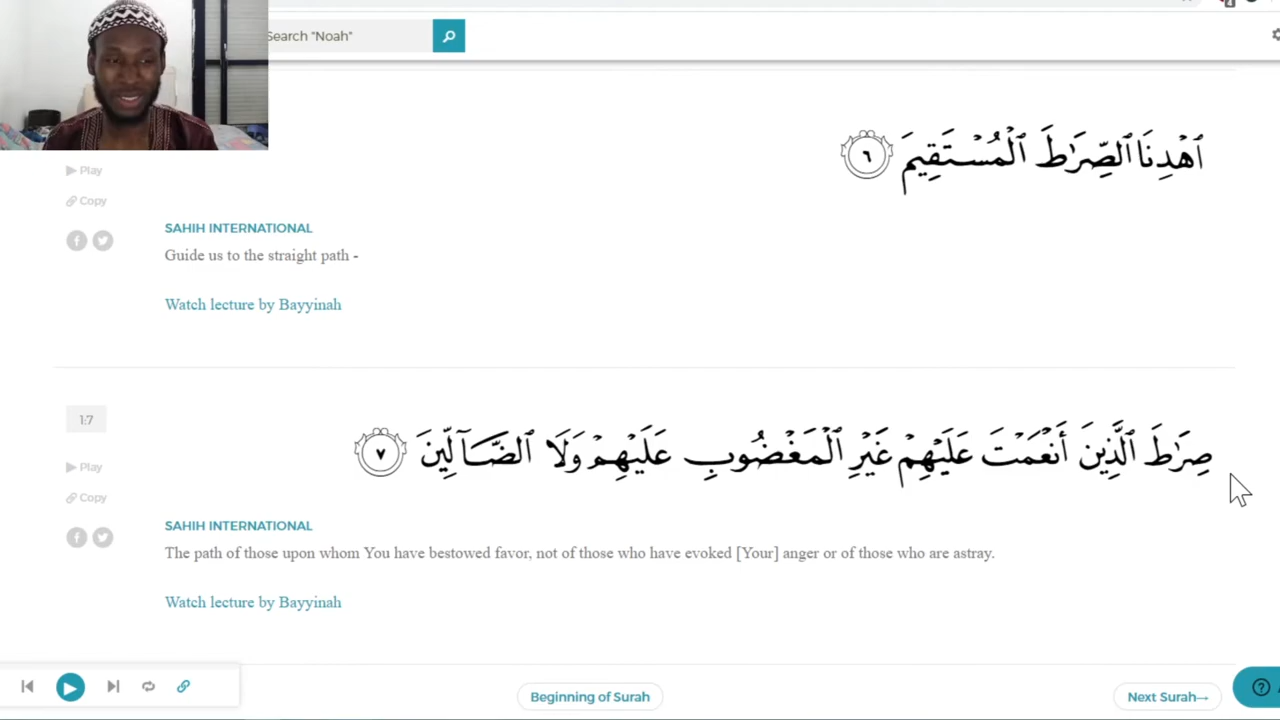 Search "Noah"
ٱهْدِنَا ٱلصِّرَٰطَ ٱلْمُسْتَقِيمَ ٦
Play
Copy
SAHIH INTERNATIONAL
Guide us to the straight path -
Watch lecture by Bayyinah
1:7
صِرَٰطَ ٱلَّذِينَ أَنْعَمْتَ عَلَيْهِمْ غَيْرِ ٱلْمَغْضُوبِ عَلَيْهِمْ وَلَا ٱلضَّآلِّينَ ٧
Play
Copy
SAHIH INTERNATIONAL
The path of those upon whom You have bestowed favor, not of those who have evoked [Your] anger or of those who are astray.
Watch lecture by Bayyinah
Beginning of Surah
Next Surah→